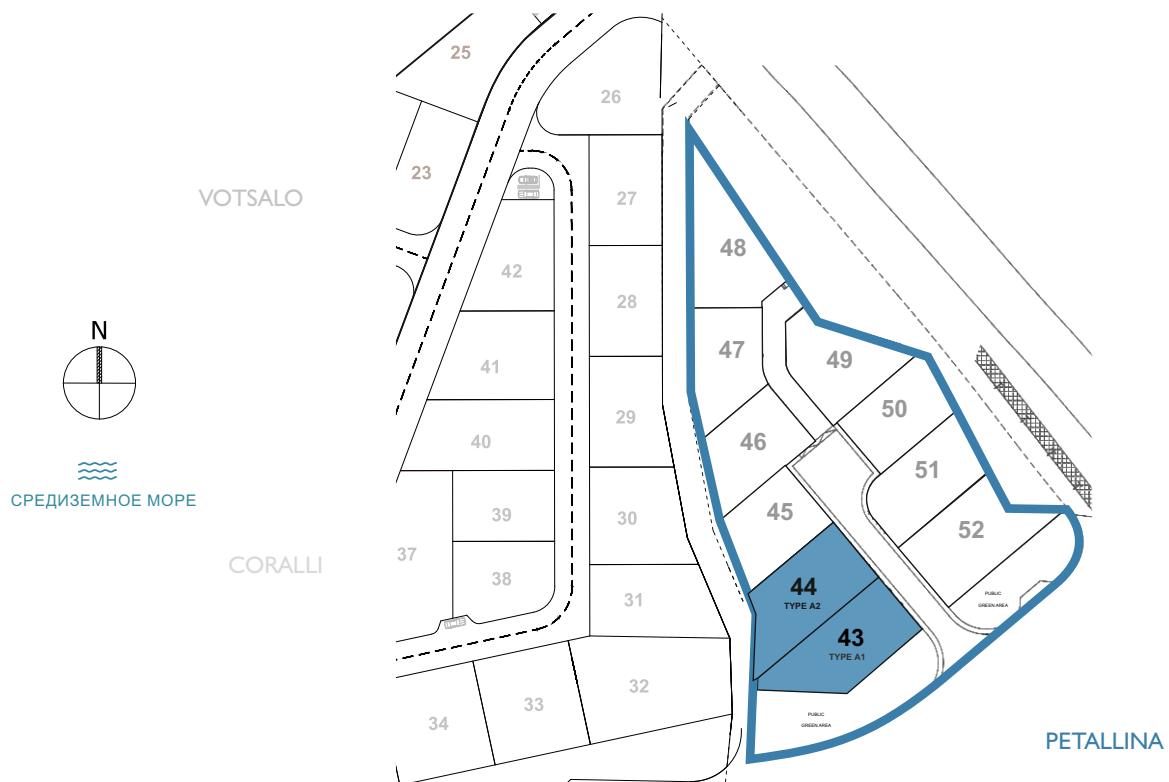 25
26
23
VOTSALO
27
48
42
28
N
47
49
41
50
29
40
46
51
СРЕДИЗЕМНОЕ МОРЕ
39
30
45
52
37
CORALLI
38
44
TYPE A2
31
PUBLIC
GREEN AREA
43
TYPE A1
32
33
34
PUBLIC
GREEN AREA
PETALLINA